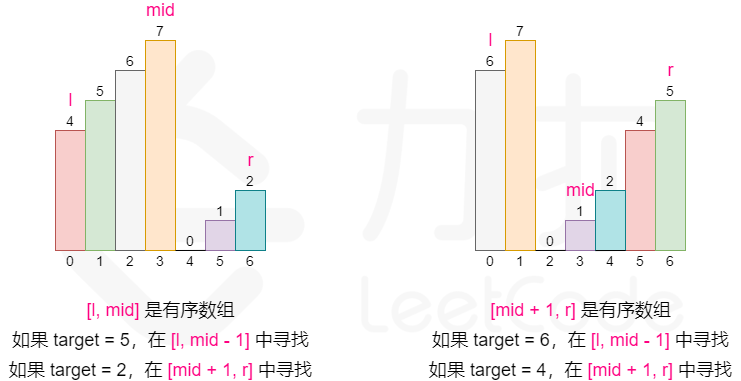 mid
7
6
l
5
4
r
2
1
0
0 1 2 3 4 5 6
[l, mid] 是有序数组
如果 target = 5，在 [l, mid - 1] 中寻找
如果 target = 2，在 [mid + 1, r] 中寻找
l
7
6
r
5
4
mid
2
1
0
0 1 2 3 4 5 6
[mid + 1, r] 是有序数组
如果 target = 6，在 [l, mid - 1] 中寻找
如果 target = 4，在 [mid + 1, r] 中寻找
力扣
LeetCode